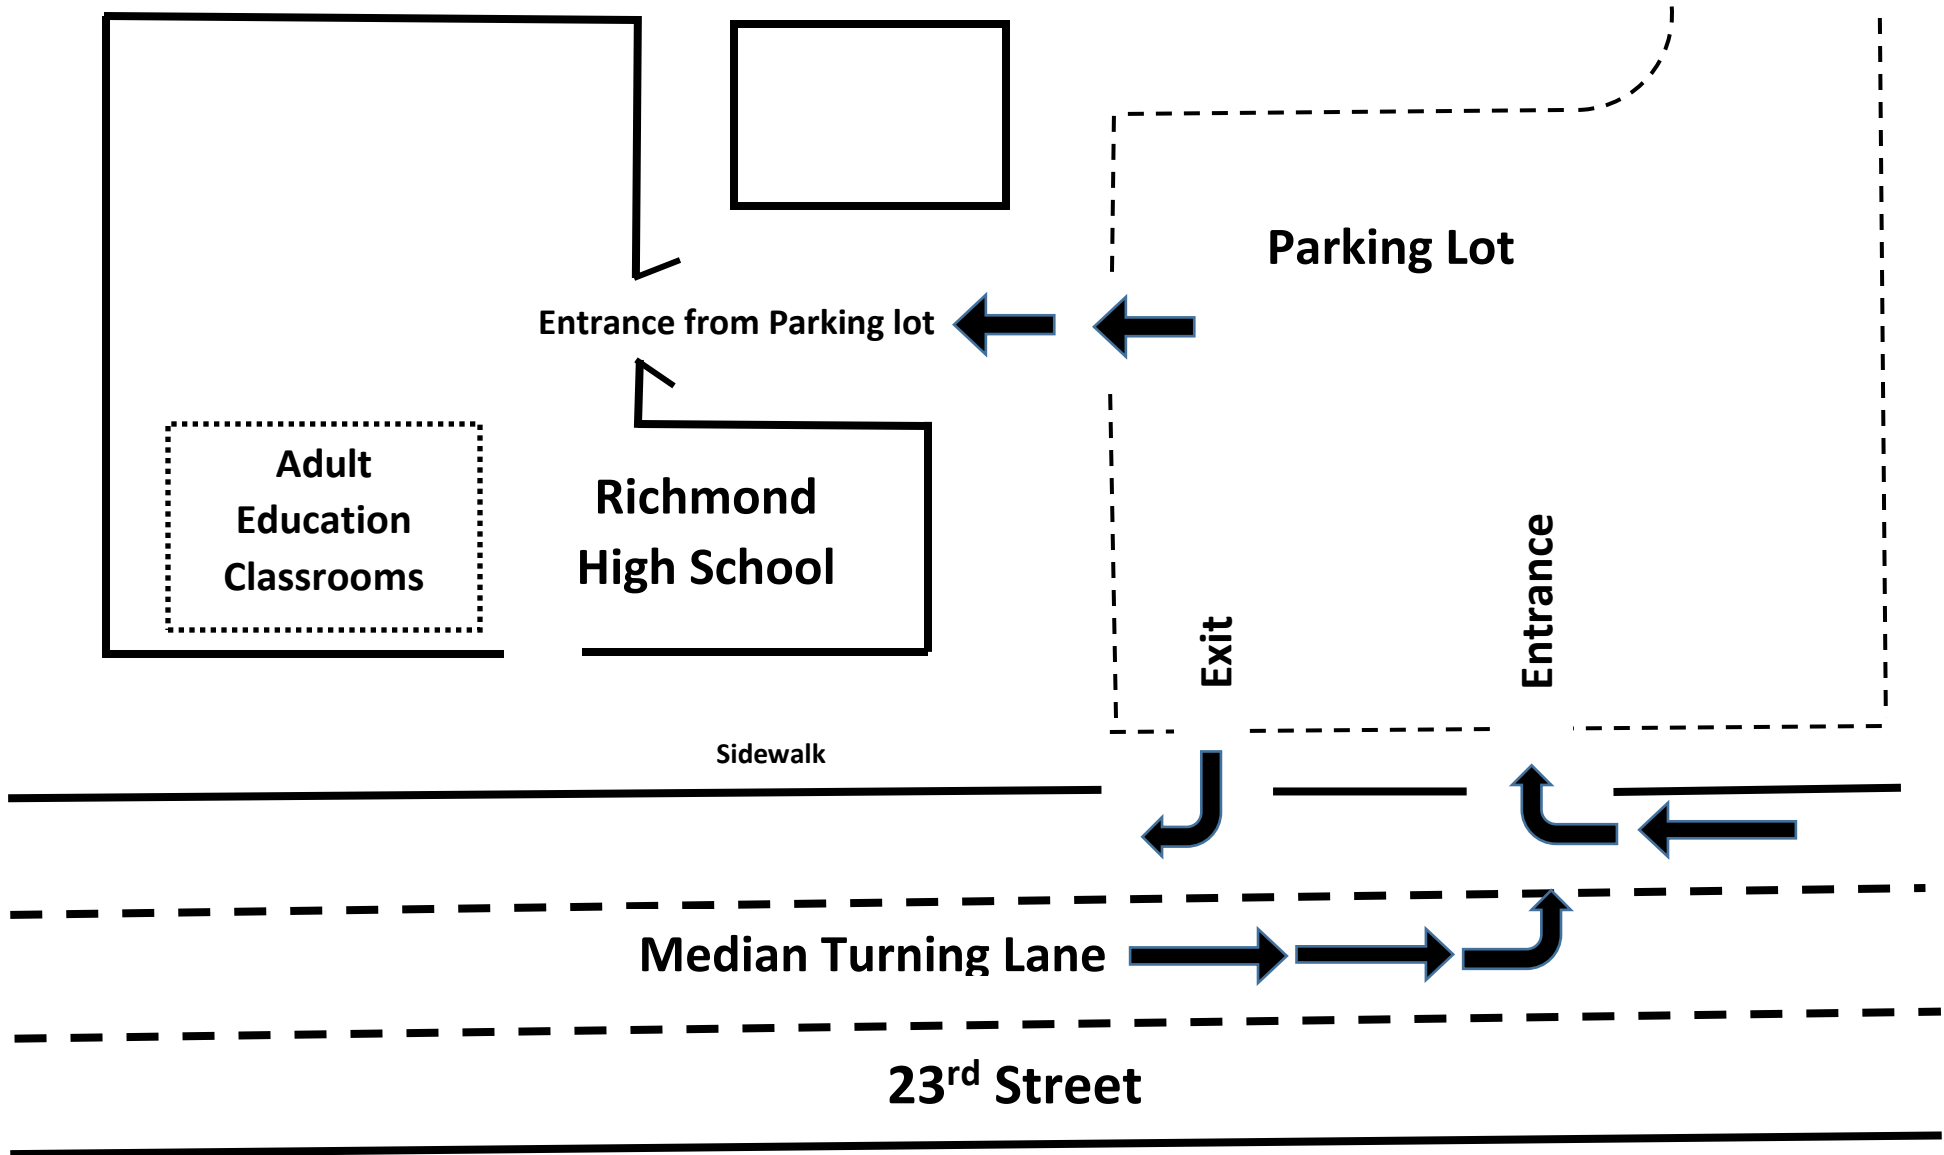 Parking Lot
Entrance from Parking lot
Adult
Education
Classrooms
Richmond
High School
Exit
Entrance
Sidewalk
Median Turning Lane
23rd Street